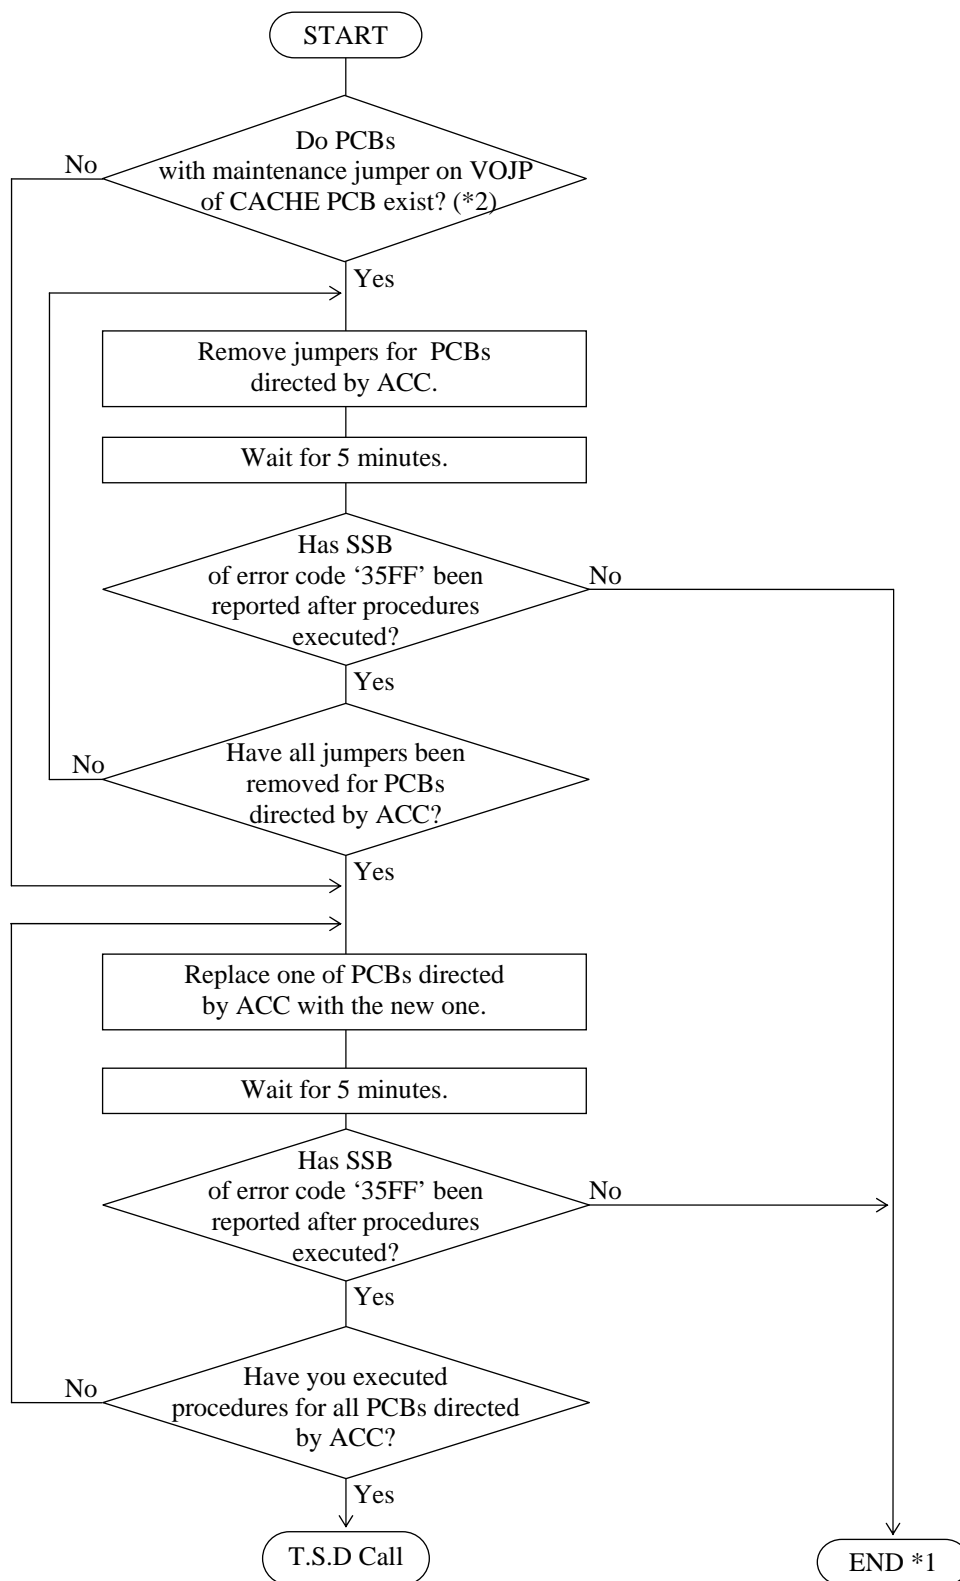 START
Do PCBs
with maintenance jumper on VOJP
of CACHE PCB exist? (*2)
No
Yes
Remove jumpers for PCBs
directed by ACC.
Wait for 5 minutes.
Has SSB
of error code ‘35FF’ been
reported after procedures
executed?
No
Yes
Have all jumpers been
removed for PCBs
directed by ACC?
No
Yes
Replace one of PCBs directed
by ACC with the new one.
Wait for 5 minutes.
Has SSB
of error code ‘35FF’ been
reported after procedures
executed?
No
Yes
Have you executed
procedures for all PCBs directed
by ACC?
No
Yes
T.S.D Call
END *1